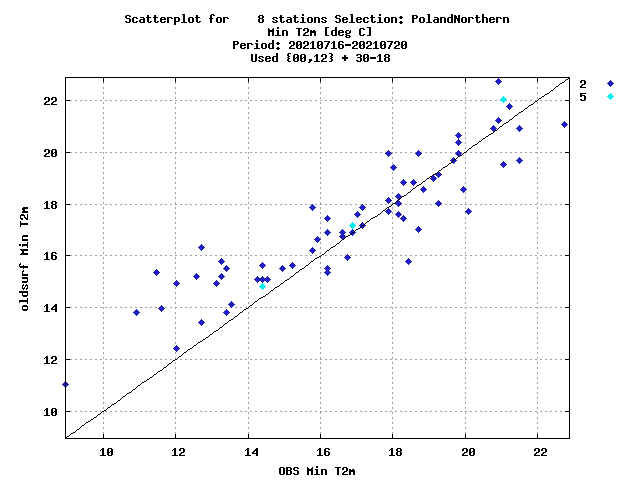 Scatterplot for    8 stations Selection: PolandNorthern
Min T2m [deg C]
Period: 20210716-20210720
Used {00,12} + 30-18
2
5
22
20
18
16
14
12
10
oldsurf Min T2m
10 12 14 16 18 20 22
OBS Min T2m